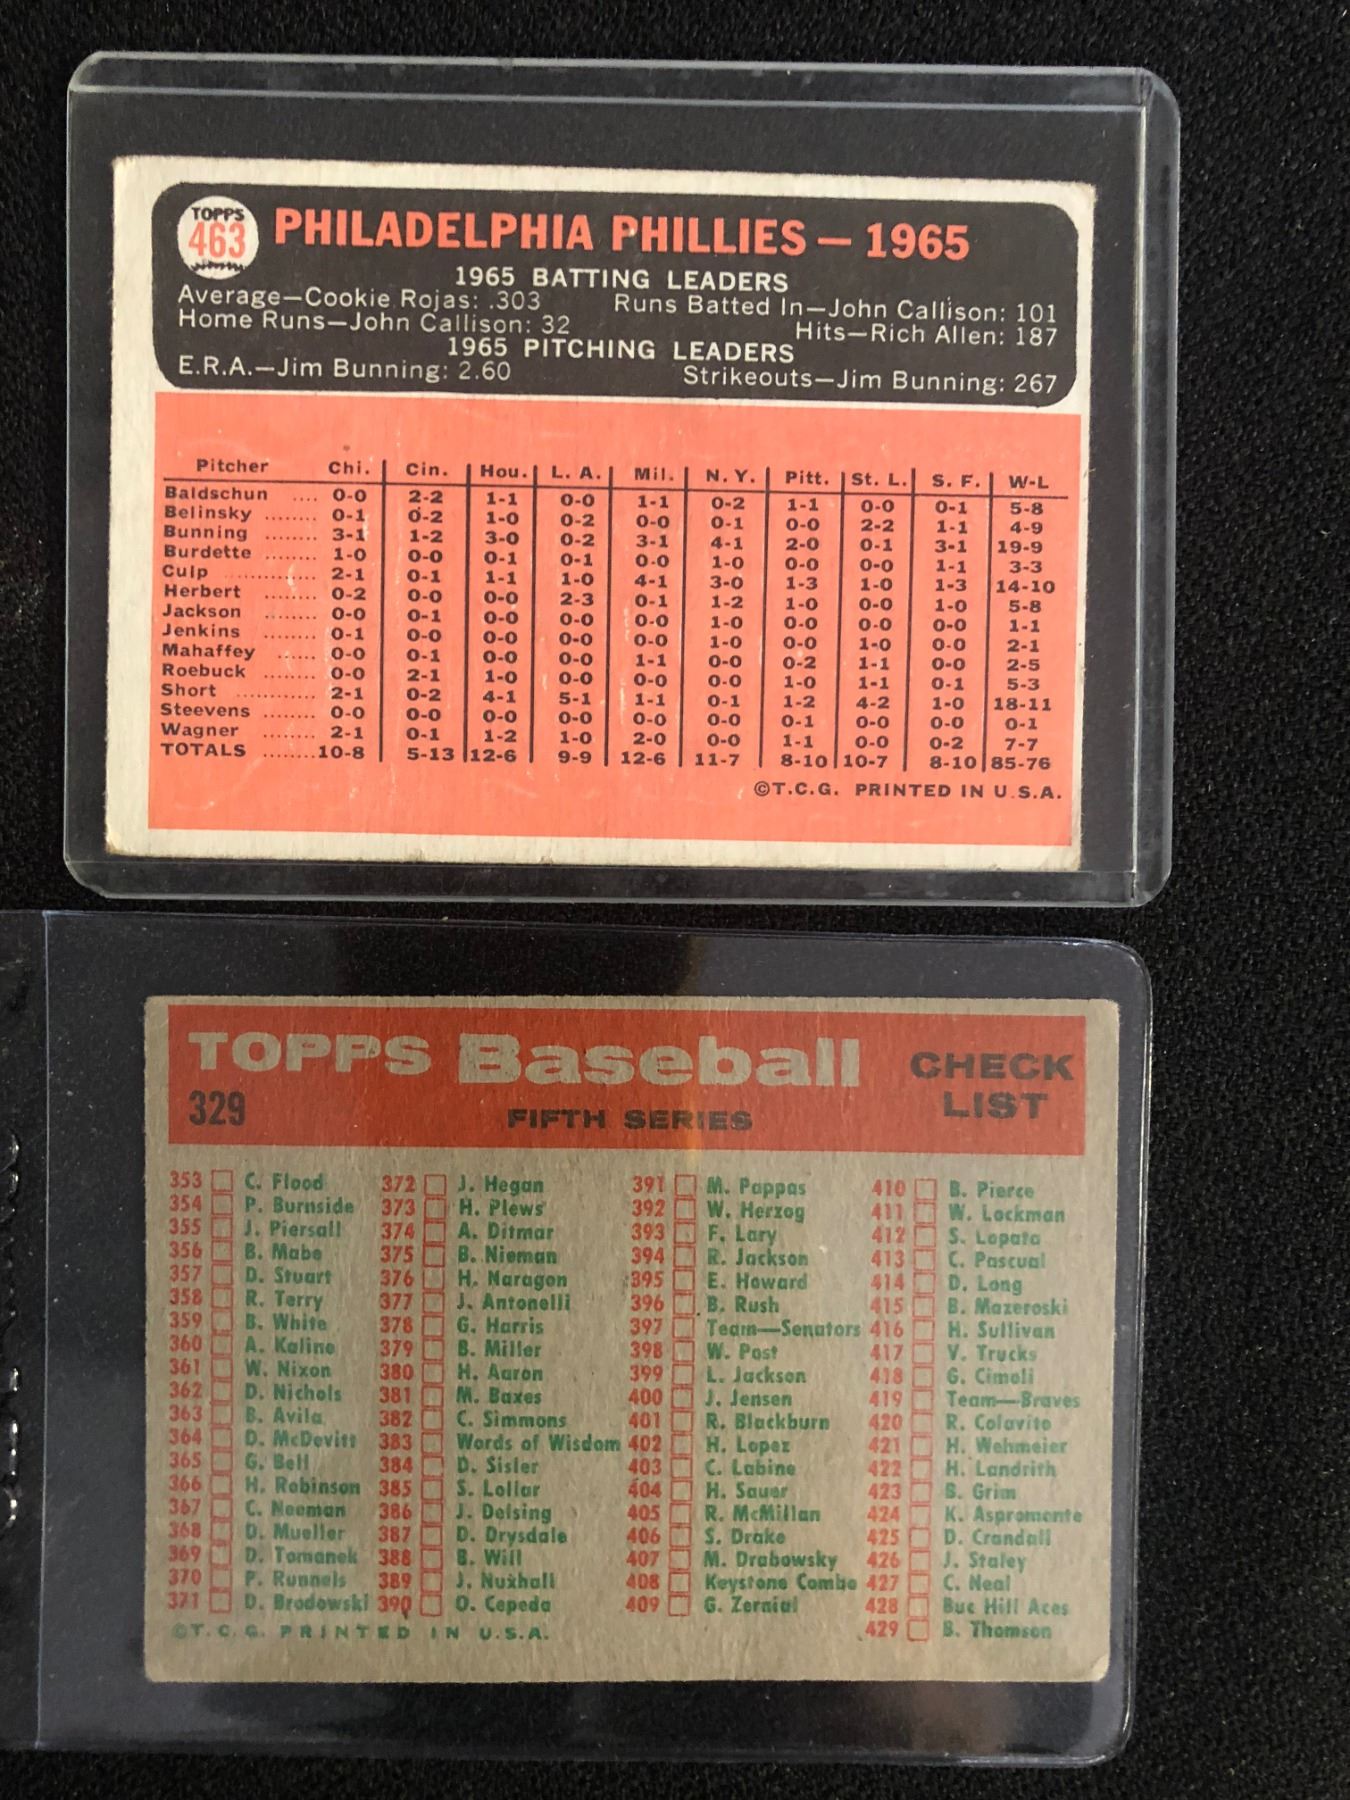 TOPPS
463
PHILADELPHIA PHILLIES — 1965
1965 BATTING LEADERS
Average—Cookie Rojas: .303 Runs Batted In—John Callison: 101
Home Runs—John Callison: 32 Hits—Rich Allen: 187
1965 PITCHING LEADERS
E.R.A.—Jim Bunning: 2.60 Strikeouts—Jim Bunning: 267
Pitcher Chi. Cin. Hou. L. A. Mil. N. Y. Pitt. St. L. S. F. W-L
Baldschun .... 0-0 2-2 1-1 0-0 1-1 0-2 1-1 0-0 0-1 5-8
Belinsky ........ 0-1 0-2 1-0 0-2 0-0 0-1 0-0 2-2 1-1 4-9
Bunning ........ 3-1 1-2 3-0 0-2 3-1 4-1 2-0 0-1 3-1 19-9
Burdette ........ 1-0 0-0 0-1 0-1 0-0 1-0 0-0 0-0 1-1 3-3
Culp .............. 2-1 0-1 1-1 1-0 4-1 3-0 1-3 1-0 1-3 14-10
Herbert ........ 0-2 0-0 0-0 2-3 0-1 1-2 1-0 0-0 1-0 5-8
Jackson ........ 0-0 0-1 0-0 0-0 0-0 1-0 0-0 0-0 0-0 1-1
Jenkins ........ 0-1 0-0 0-0 0-0 0-0 1-0 0-0 1-0 0-0 2-1
Mahaffey ...... 0-0 0-1 0-0 0-0 1-1 0-0 0-2 1-1 0-0 2-5
Roebuck ........ 0-0 2-1 1-0 0-0 0-0 0-0 1-0 1-1 0-1 5-3
Short ............ 2-1 0-2 4-1 5-1 1-1 0-1 1-2 4-2 1-0 18-11
Steevens ........ 0-0 0-0 0-0 0-0 0-0 0-0 0-1 0-0 0-0 0-1
Wagner ........ 2-1 0-1 1-2 1-0 2-0 0-0 1-1 0-0 0-2 7-7
TOTALS ........ 10-8 5-13 12-6 9-9 12-6 11-7 8-10 10-7 8-10 85-76
©T.C.G. PRINTED IN U.S.A.
TOPPS Baseball CHECK
LIST
329 FIFTH SERIES
353 C. Flood
354 P. Burnside
355 J. Piersall
356 B. Mabe
357 D. Stuart
358 R. Terry
359 B. White
360 A. Kaline
361 W. Nixon
362 D. Nichols
363 B. Avila
364 D. McDevitt
365 G. Bell
366 H. Robinson
367 C. Neeman
368 D. Mueller
369 D. Tomanek
370 P. Runnels
371 D. Brodowski
372 J. Hegan
373 H. Plews
374 A. Ditmar
375 B. Nieman
376 H. Naragon
377 J. Antonelli
378 G. Harris
379 B. Miller
380 H. Aaron
381 M. Baxes
382 C. Simmons
383 Words of Wisdom
384 D. Sisler
385 S. Lollar
386 J. Delsing
387 D. Drysdale
388 B. Will
389 J. Nuxhall
390 O. Cepeda
391 M. Pappas
392 W. Herzog
393 F. Lary
394 R. Jackson
395 E. Howard
396 B. Rush
397 Team—Senators
398 W. Post
399 L. Jackson
400 J. Jensen
401 R. Blackburn
402 H. Lopez
403 C. Labine
404 H. Sauer
405 R. McMillan
406 S. Drake
407 M. Drabowsky
408 Keystone Combo
409 G. Zernial
410 B. Pierce
411 W. Lockman
412 S. Lopata
413 C. Pascual
414 D. Long
415 B. Mazeroski
416 H. Sullivan
417 V. Trucks
418 G. Cimoli
419 Team—Braves
420 R. Colavito
421 H. Wehmeier
422 H. Landrith
423 B. Grim
424 K. Aspromonte
425 D. Crandall
426 J. Staley
427 C. Neal
428 Buc Hill Aces
429 B. Thomson
©T.C.G. PRINTED IN U.S.A.